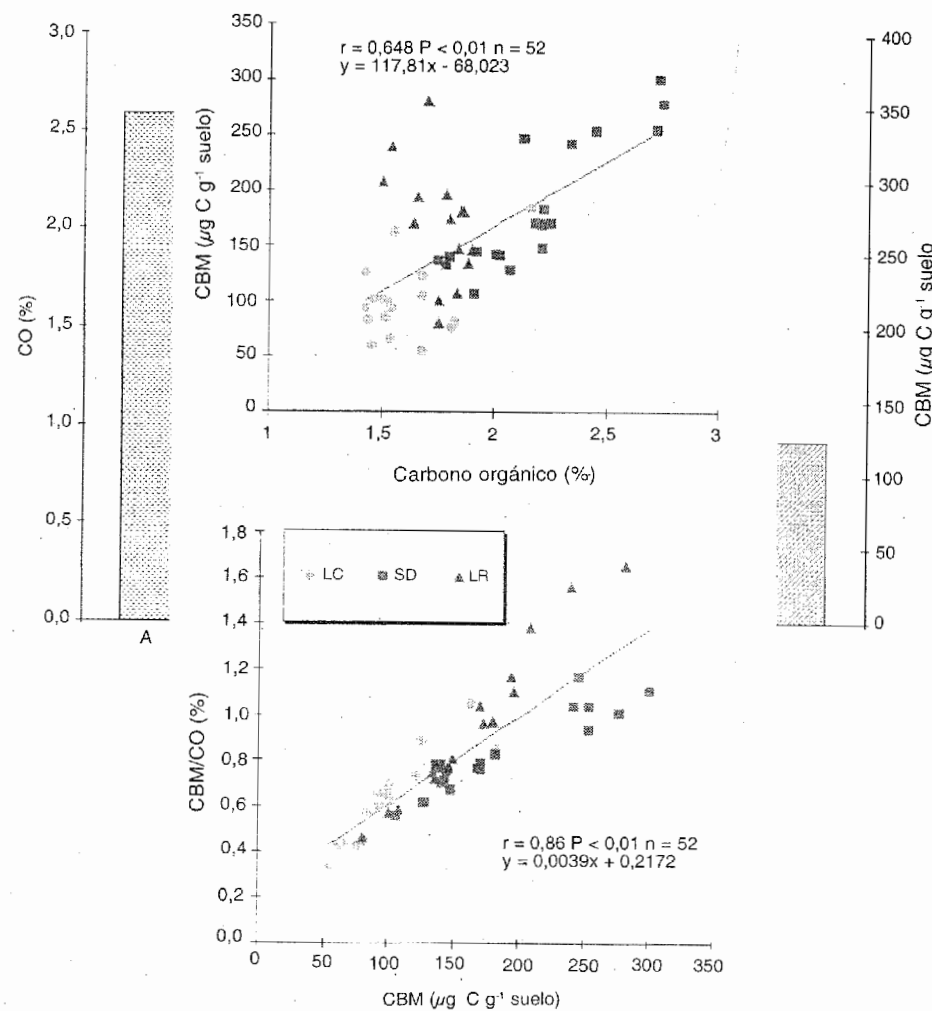 3,0
2,5
2,0
1,5
1,0
0,5
0,0
CO (%)
A
350
300
250
200
150
100
50
0
CBM (µg C g⁻¹ suelo)
r = 0,648 P < 0,01 n = 52
y = 117,81x - 68,023
1 1,5 2 2,5 3
Carbono orgánico (%)
400
350
300
250
200
150
100
50
0
CBM (µg C g⁻¹ suelo
1,8
1,6
1,4
1,2
1,0
0,8
0,6
0,4
0,2
0,0
CBM/CO (%)
LC SD LR
r = 0,86 P < 0,01 n = 52
y = 0,0039x + 0,2172
0 50 100 150 200 250 300 350
CBM (µg C g⁻¹ suelo)